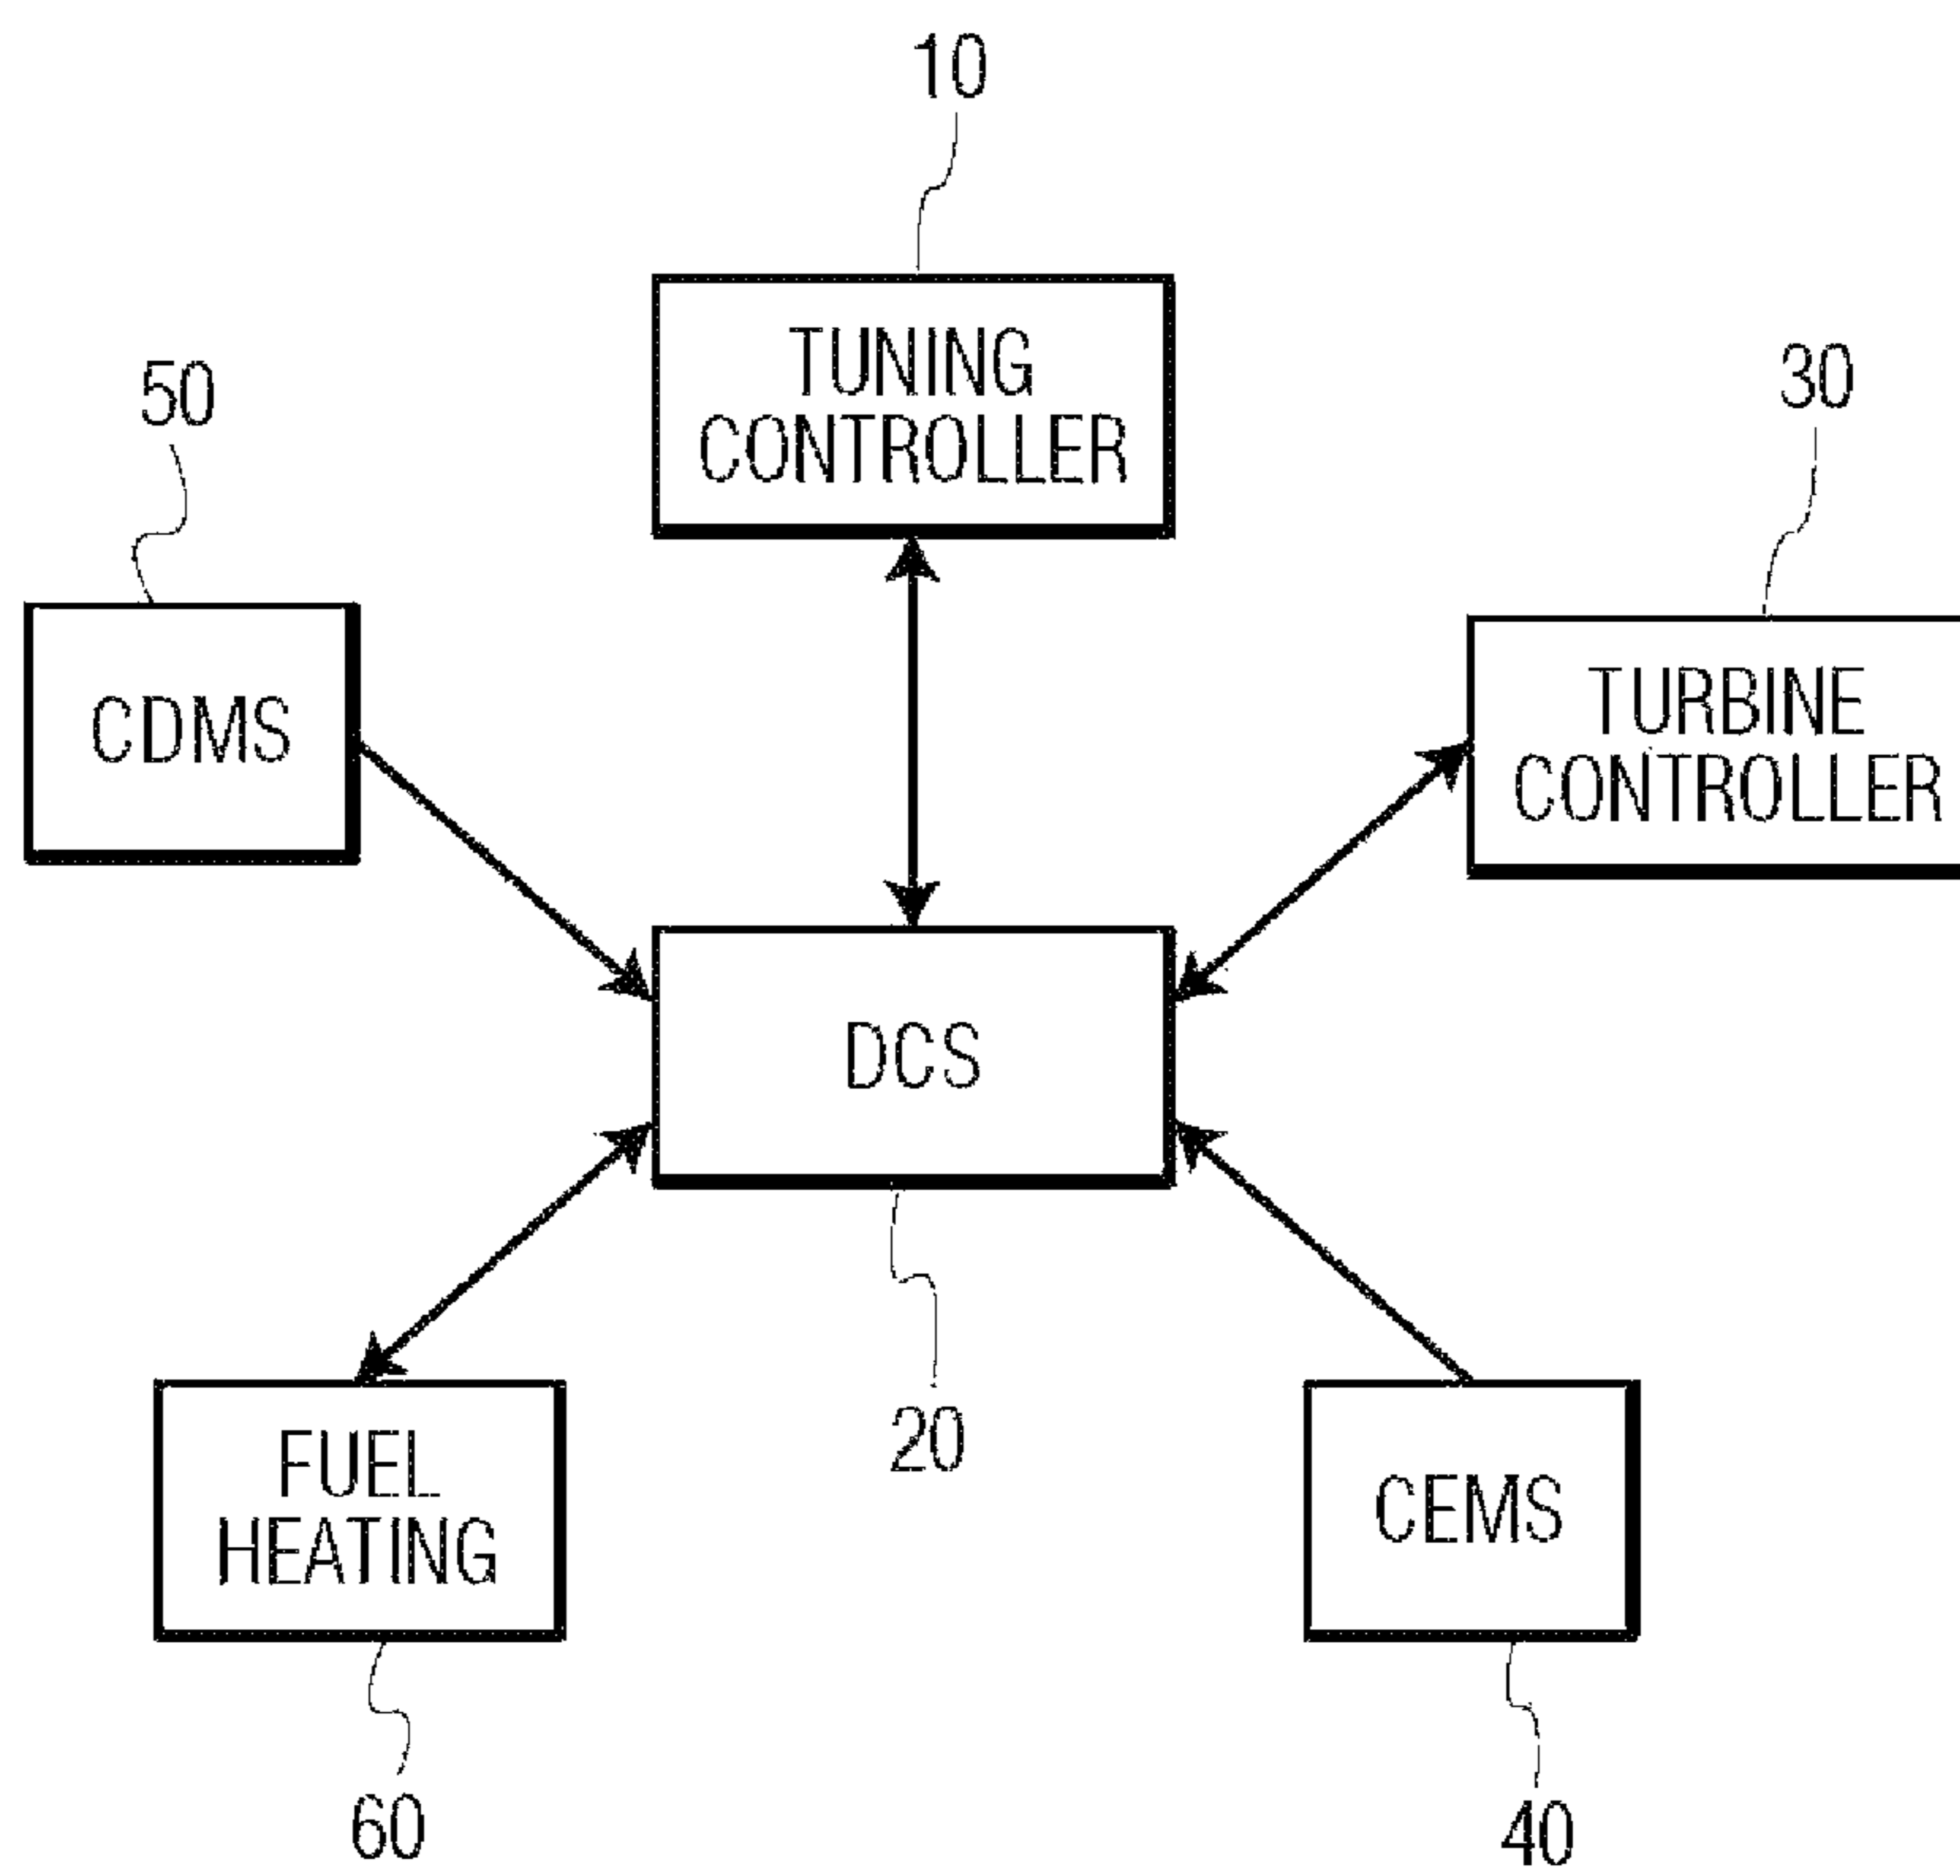 10
TUNING
CONTROLLER
50
30
CDMS
TURBINE
CONTROLLER
DCS
20
FUEL
HEATING
CEMS
60
40